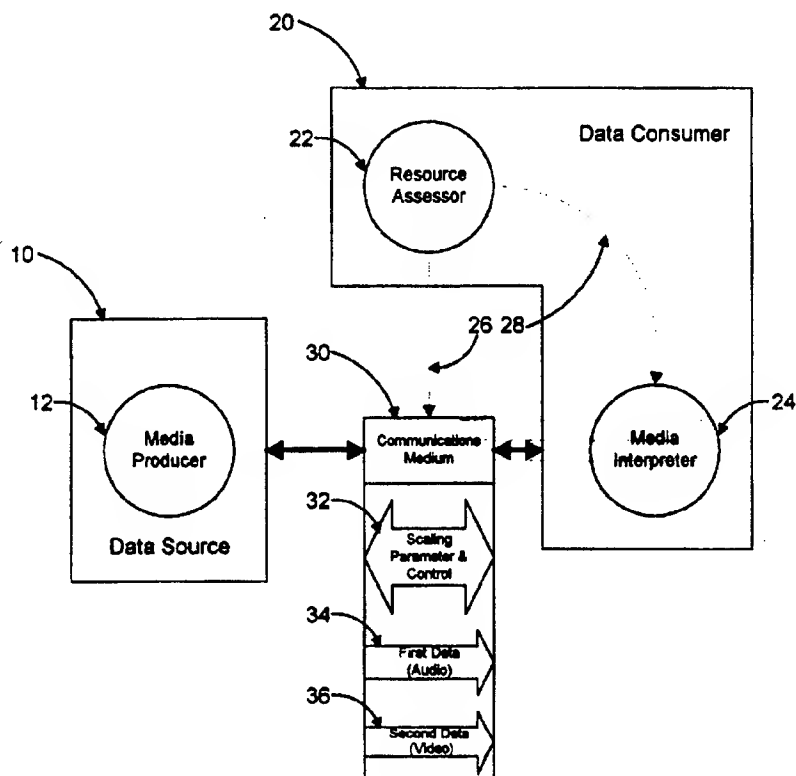 20
22
Resource
Assessor
Data Consumer
10
26 28
30
12
Media
Producer
Communications
Medium
Media
Interpreter
24
Data Source
32
Scaling
Parameter &
Control
34
First Data
(Audio)
36
Second Data
(Video)